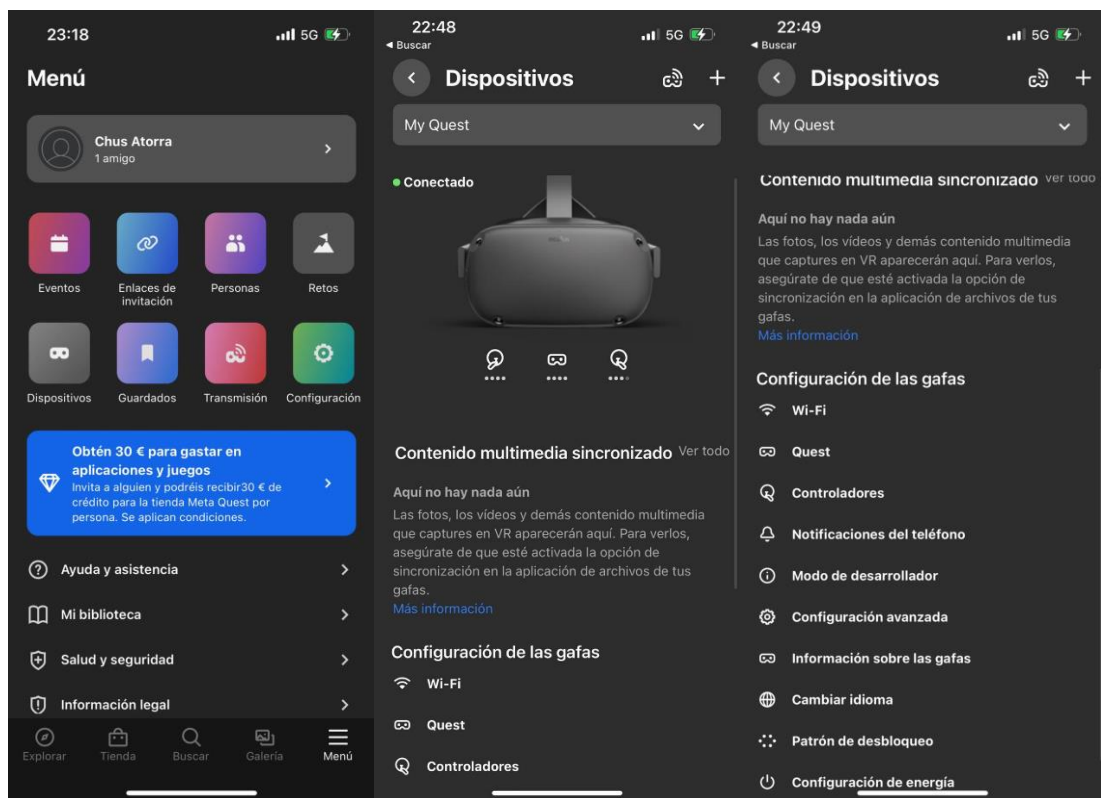 23:18
5G
Menú
Chus Atorra
1 amigo
Eventos
Enlaces de
invitación
Personas
Retos
Dispositivos
Guardados
Transmisión
Configuración
Obtén 30 € para gastar en
aplicaciones y juegos
Invita a alguien y podréis recibir30 € de
crédito para la tienda Meta Quest por
persona. Se aplican condiciones.
Ayuda y asistencia
Mi biblioteca
Salud y seguridad
Información legal
Explorar
Tienda
Buscar
Galería
Menú
22:48
5G
Buscar
Dispositivos
My Quest
Conectado
Contenido multimedia sincronizado Ver todo
Aquí no hay nada aún
Las fotos, los vídeos y demás contenido multimedia
que captures en VR aparecerán aquí. Para verlos,
asegúrate de que esté activada la opción de
sincronización en la aplicación de archivos de tus
gafas.
Más información
Configuración de las gafas
Wi-Fi
Quest
Controladores
22:49
5G
Buscar
Dispositivos
My Quest
Contenido multimedia sincronizado Ver todo
Aquí no hay nada aún
Las fotos, los vídeos y demás contenido multimedia
que captures en VR aparecerán aquí. Para verlos,
asegúrate de que esté activada la opción de
sincronización en la aplicación de archivos de tus
gafas.
Más información
Configuración de las gafas
Wi-Fi
Quest
Controladores
Notificaciones del teléfono
Modo de desarrollador
Configuración avanzada
Información sobre las gafas
Cambiar idioma
Patrón de desbloqueo
Configuración de energía